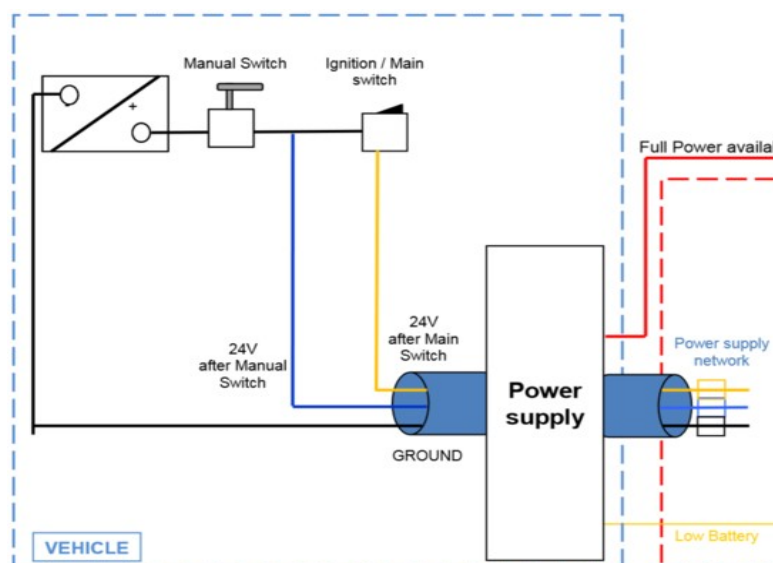 Manual Switch
Ignition / Main
switch
-
+
Full Power availa
24V
after Manual
Switch
24V
after Main
Switch
Power supply
network
Power
supply
GROUND
Low Battery
VEHICLE